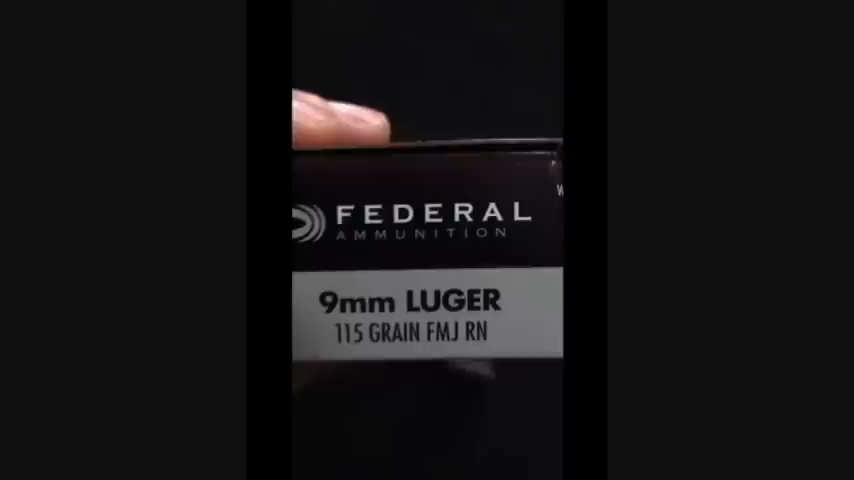 FEDERAL
AMMUNITION
9mm LUGER
115 GRAIN FMJ RN